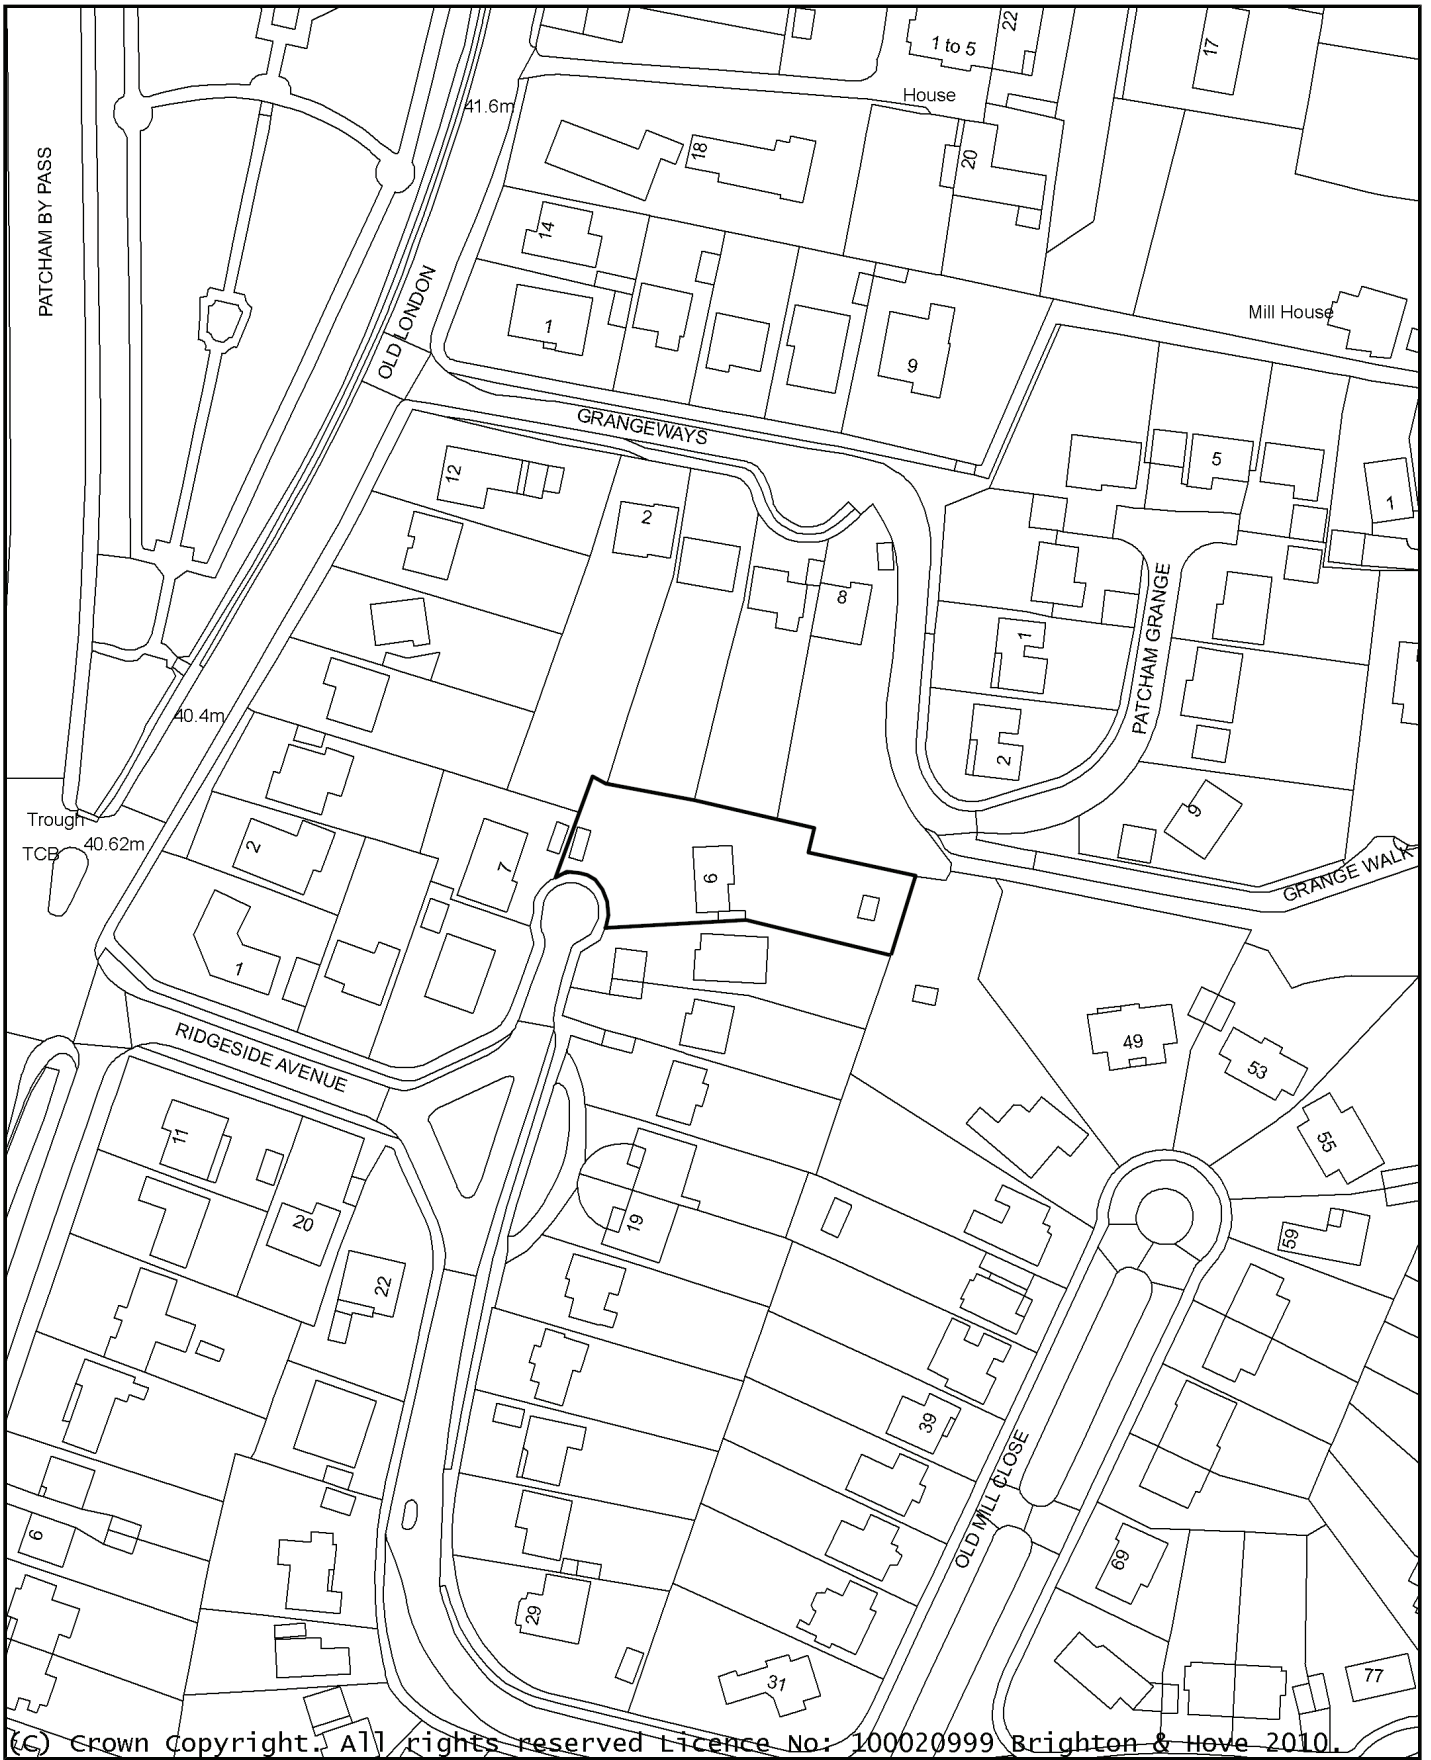 1 to 5
22
17
41.6m
House
PATCHAM BY PASS
18
20
14
OLD LONDON
1
Mill House
9
GRANGEWAYS
12
2
5
1
8
PATCHAM GRANGE
1
2
40.4m
9
Trough
TCB
40.62m
2
7
6
GRANGE WALK
1
RIDGESIDE AVENUE
49
53
55
11
20
19
59
22
39
OLD MILL CLOSE
6
69
29
31
77
(C) Crown Copyright. All rights reserved Licence No: 100020999 Brighton & Hove 2010.